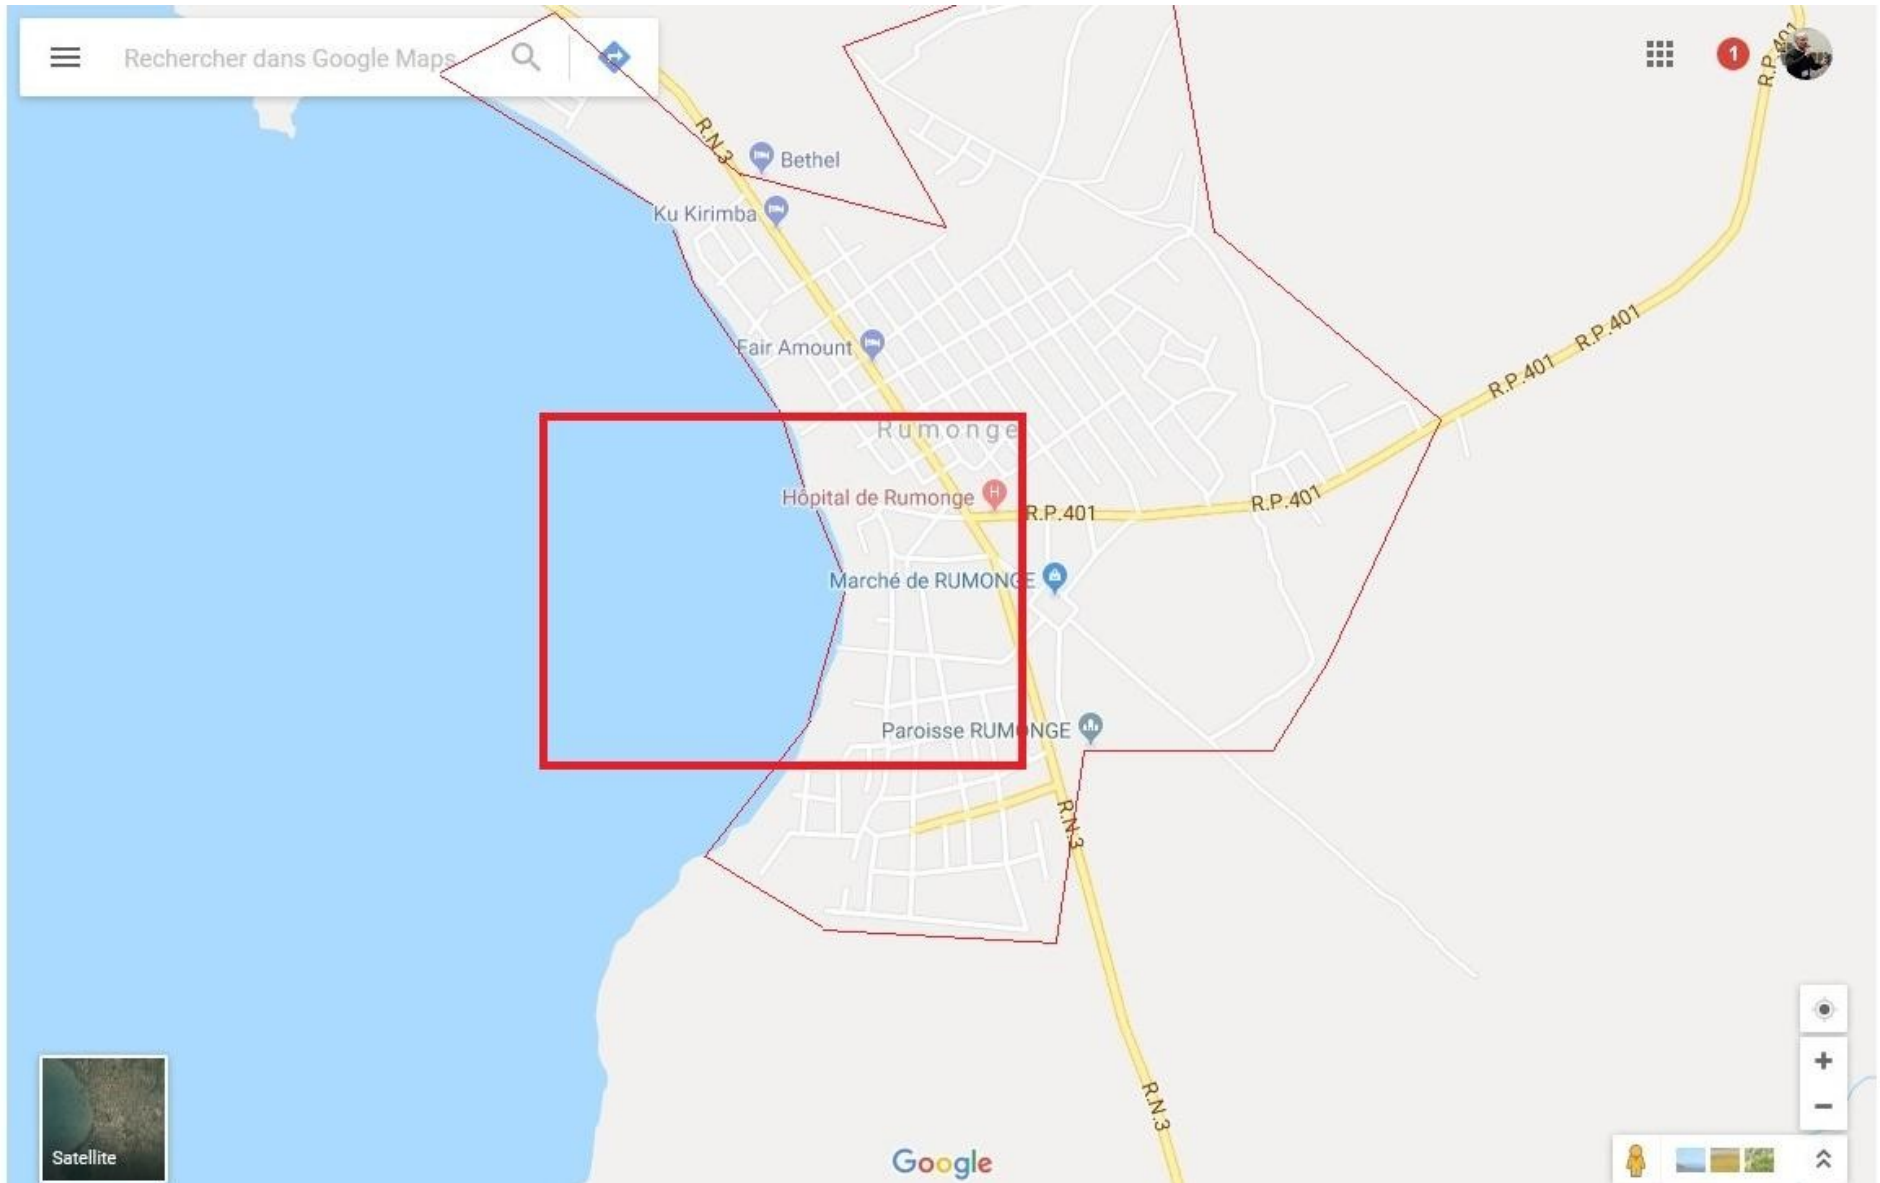 Rechercher dans Google Maps
1
R.P.401
R.N.3
Bethel
Ku Kirimba
Fair Amount
R.P.401
R.P.401
Rumonge
Hôpital de Rumonge
H
R.P.401
R.P.401
Marché de RUMONGE
Paroisse RUMONGE
R.N.3
R.N.3
Satellite
Google